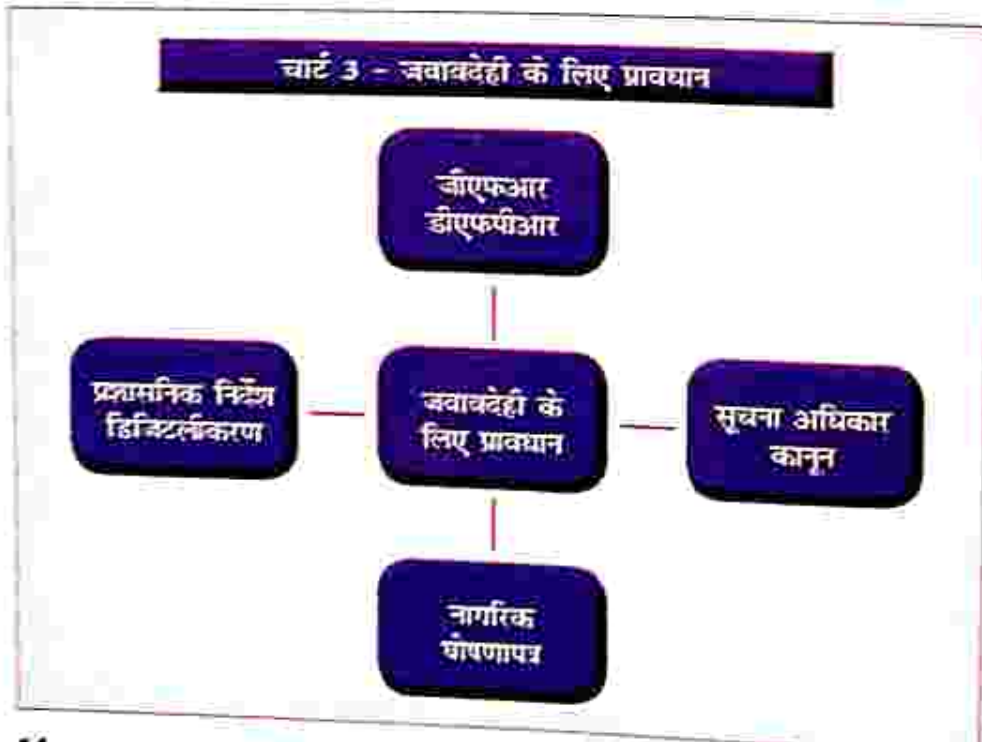 चार्ट 3 - जवाबदेही के लिए प्रावधान
जीएफआर
डीएफपीआर
प्रशासनिक निर्देश
डिजिटलीकरण
जवाबदेही के
लिए प्रावधान
सूचना अधिकार
कानून
नागरिक
घोषणापत्र